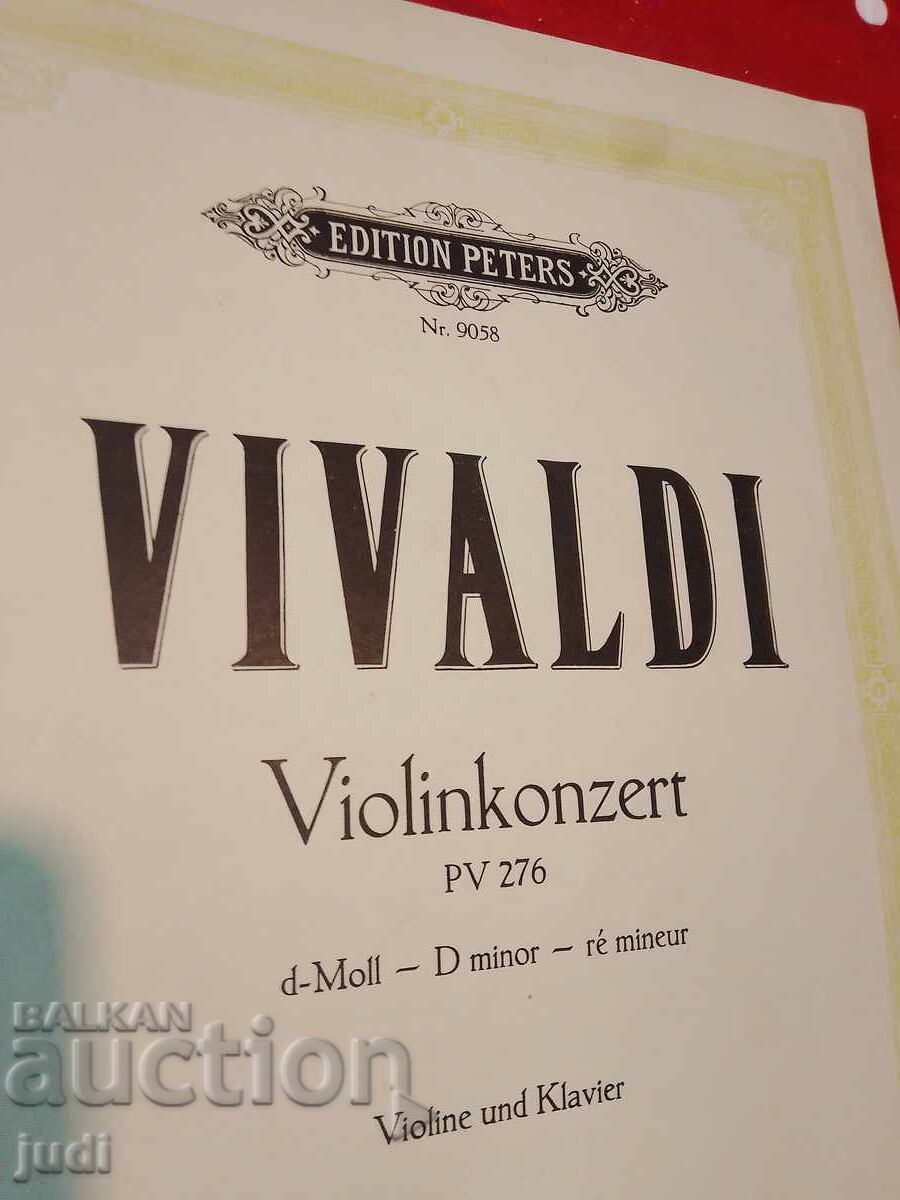 EDITION PETERS
Nr. 9058
VIVALDI
Violinkonzert
PV 276
d-Moll – D minor – ré mineur
Violine und Klavier
BALKAN
auction
judi